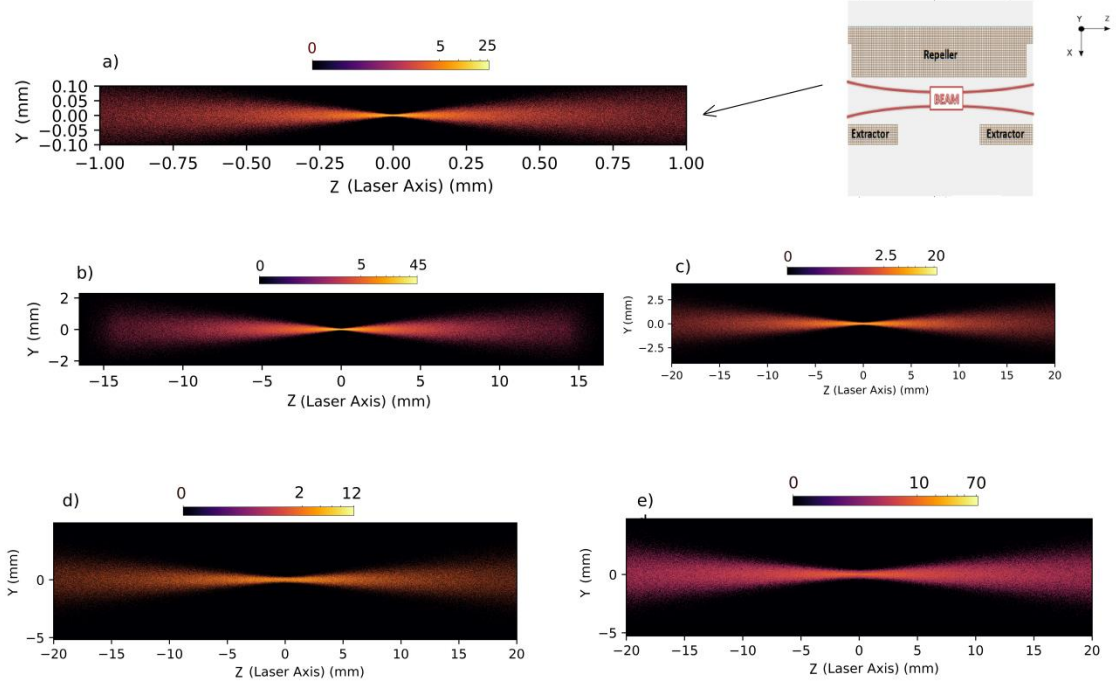 a)
0 5 25
Y (mm)
0.10
0.05
0.00
−0.05
−0.10
−1.00 −0.75 −0.50 −0.25 0.00 0.25 0.50 0.75 1.00
Z (Laser Axis) (mm)
Repeller
BEAM
Extractor Extractor
Y Z
X
b)
0 5 45
Y (mm)
2
0
−2
−15 −10 −5 0 5 10 15
Z (Laser Axis) (mm)
c)
0 2.5 20
Y (mm)
2.5
0.0
−2.5
−20 −15 −10 −5 0 5 10 15 20
Z (Laser Axis) (mm)
d)
0 2 12
Y (mm)
0
−5
−20 −15 −10 −5 0 5 10 15 20
Z (Laser Axis) (mm)
e)
0 10 70
Y (mm)
0
−5
−20 −15 −10 −5 0 5 10 15 20
Z (Laser Axis) (mm)